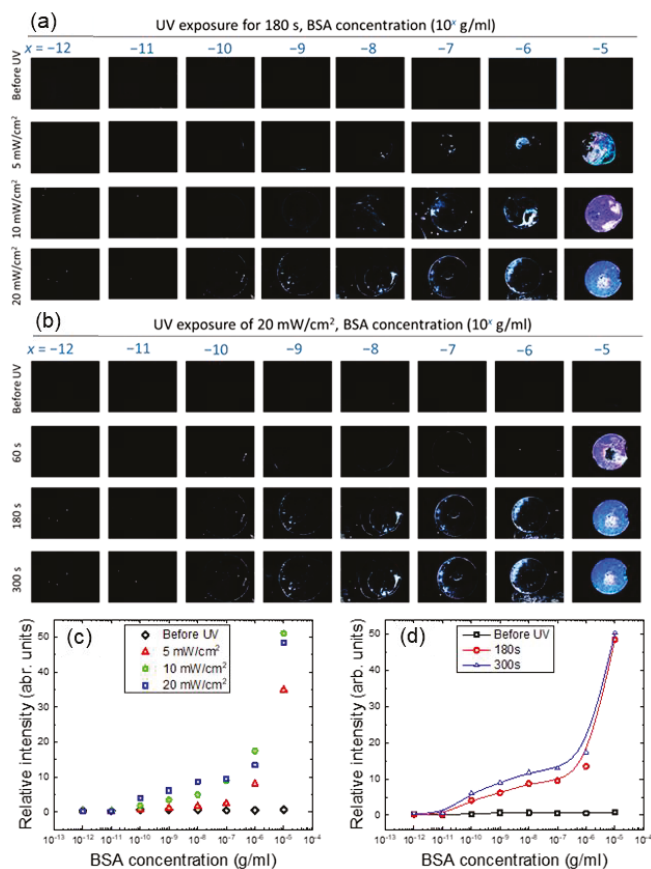 (a)
UV exposure for 180 s, BSA concentration (10ˣ g/ml)
x = −12 −11 −10 −9 −8 −7 −6 −5
Before UV
5 mW/cm²
10 mW/cm²
20 mW/cm²
(b)
UV exposure of 20 mW/cm², BSA concentration (10ˣ g/ml)
x = −12 −11 −10 −9 −8 −7 −6 −5
Before UV
60 s
180 s
300 s
(c)
Relative intensity (abr. units)
50
40
30
20
10
0
Before UV
5 mW/cm²
10 mW/cm²
20 mW/cm²
10⁻¹³ 10⁻¹² 10⁻¹¹ 10⁻¹⁰ 10⁻⁹ 10⁻⁸ 10⁻⁷ 10⁻⁶ 10⁻⁵ 10⁻⁴
BSA concentration (g/ml)
(d)
Relative intensity (arb. units)
50
40
30
20
10
0
Before UV
180s
300s
10⁻¹³ 10⁻¹² 10⁻¹¹ 10⁻¹⁰ 10⁻⁹ 10⁻⁸ 10⁻⁷ 10⁻⁶ 10⁻⁵ 10⁻⁴
BSA concentration (g/ml)